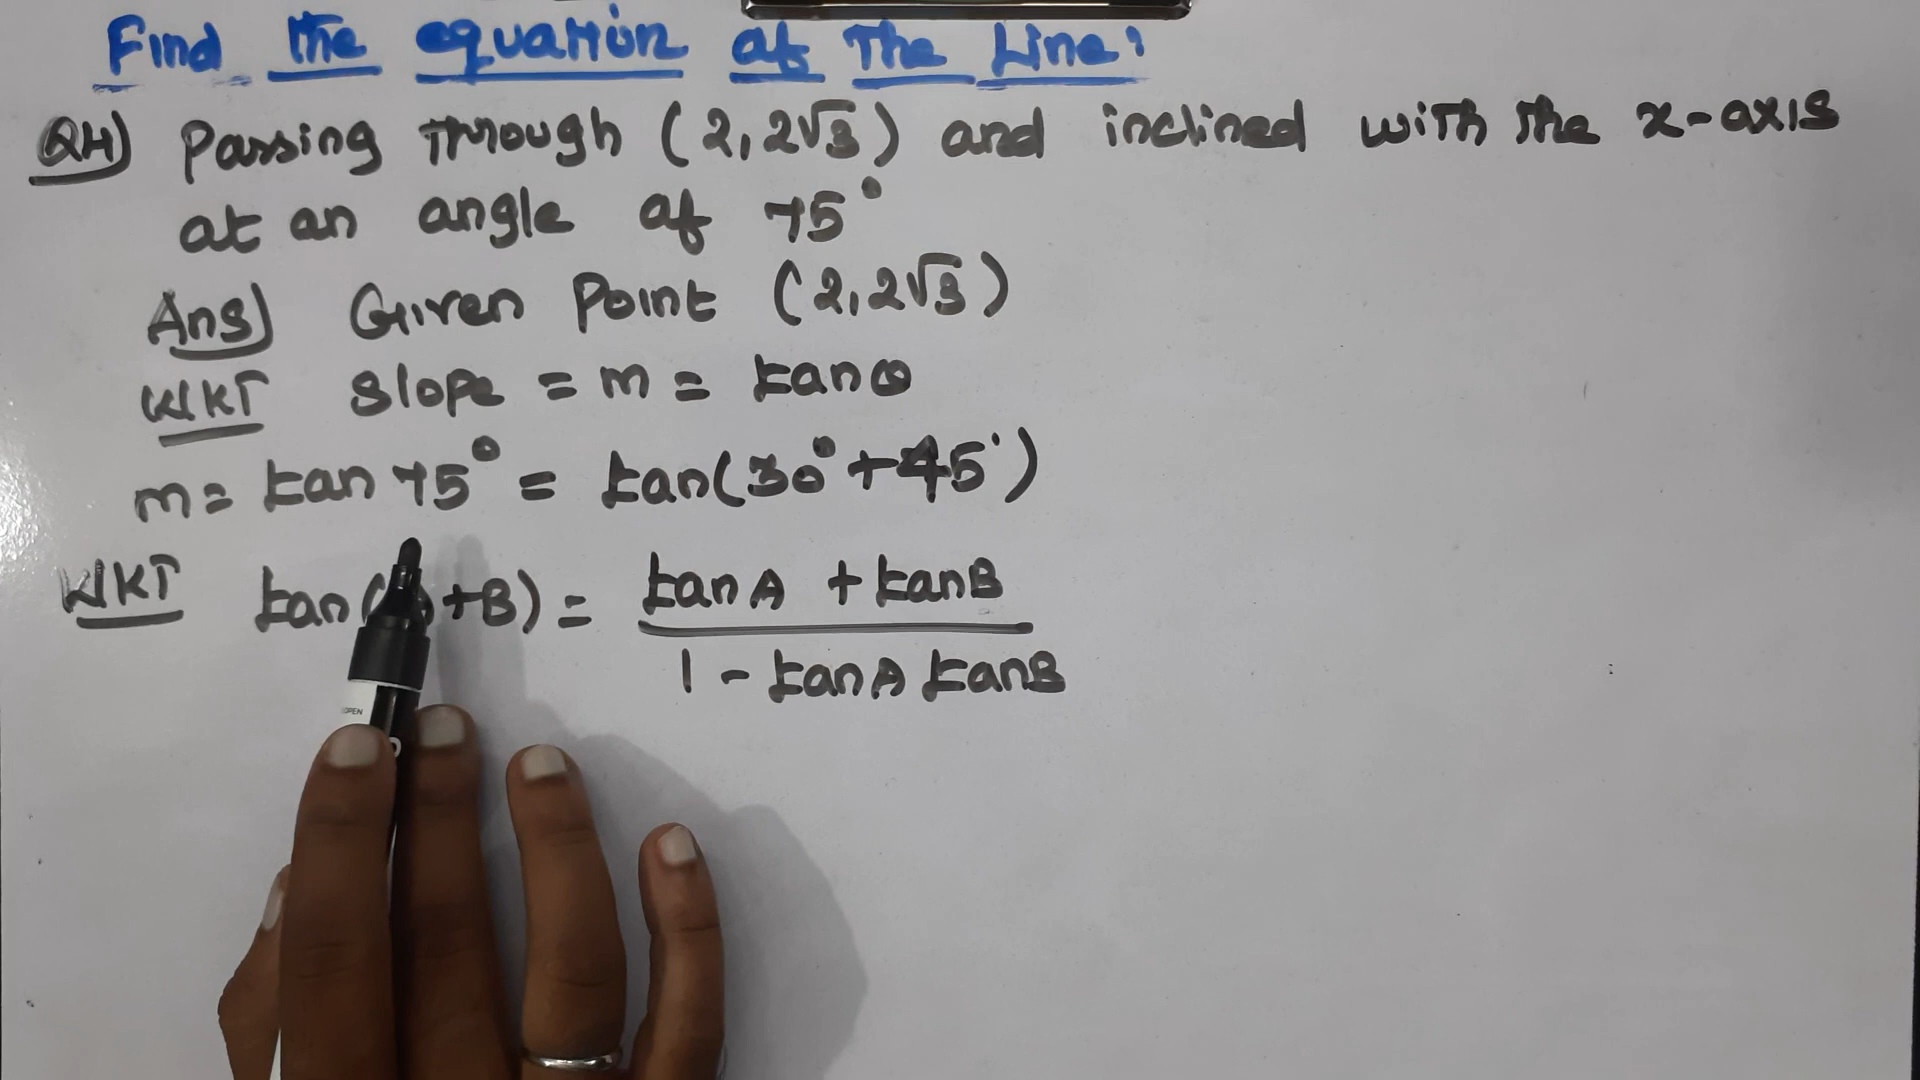 Find the equation of The Line:
Q4) Passing through (2, 2√3) and inclined with the x-axis
at an angle of 75°
Ans) Given Point (2, 2√3)
WKT slope = m = tanθ
m = tan 75° = tan(30° + 45°)
WKT tan( +B) = tanA + tanB
1 - tanA tanB
OPEN